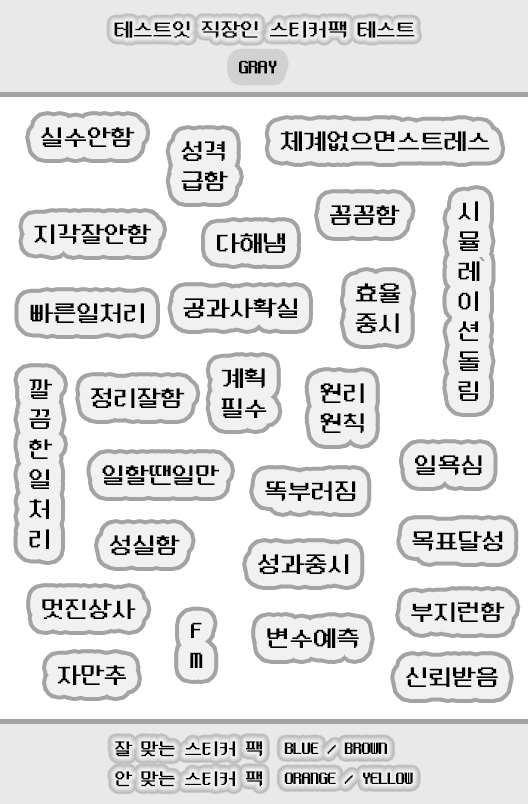 테스트잇 직장인 스티커팩 테스트
GRAY
실수안함
성격
급함
체계없으면스트레스
지각잘안함
다해냄
꼼꼼함
시
뮬
레
이
션
돌
림
빠른일처리
공과사확실
효율
중시
깔
끔
한
일
처
리
정리잘함
계획
필수
원리
원칙
일할땐일만
똑부러짐
일욕심
성실함
성과중시
목표달성
멋진상사
F
m
변수예측
부지런함
자만추
신뢰받음
잘 맞는 스티커 팩 BLUE / BROWN
안 맞는 스티커 팩 ORANGE / YELLOW